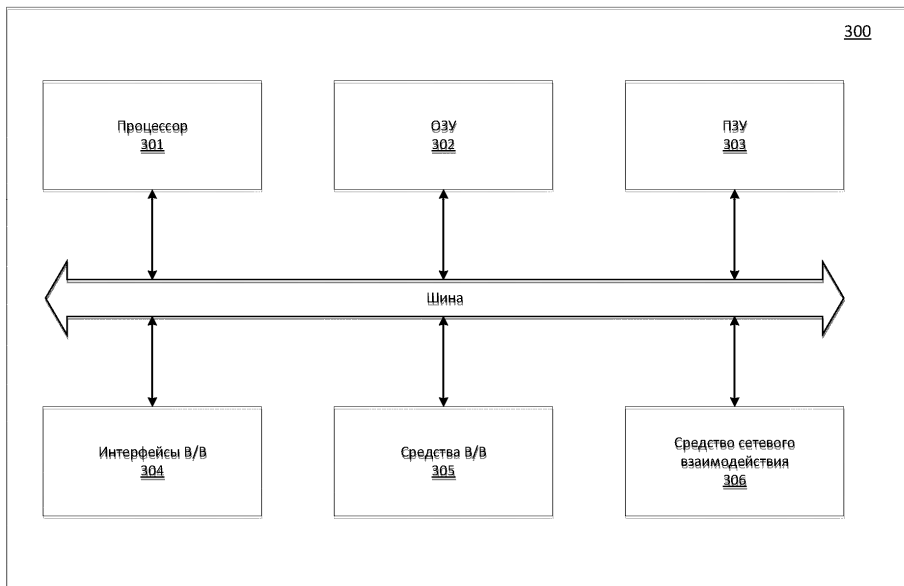 300
Процессор
301
ОЗУ
302
ПЗУ
303
Шина
Интерфейсы В/В
304
Средства В/В
305
Средство сетевого
взаимодействия
306